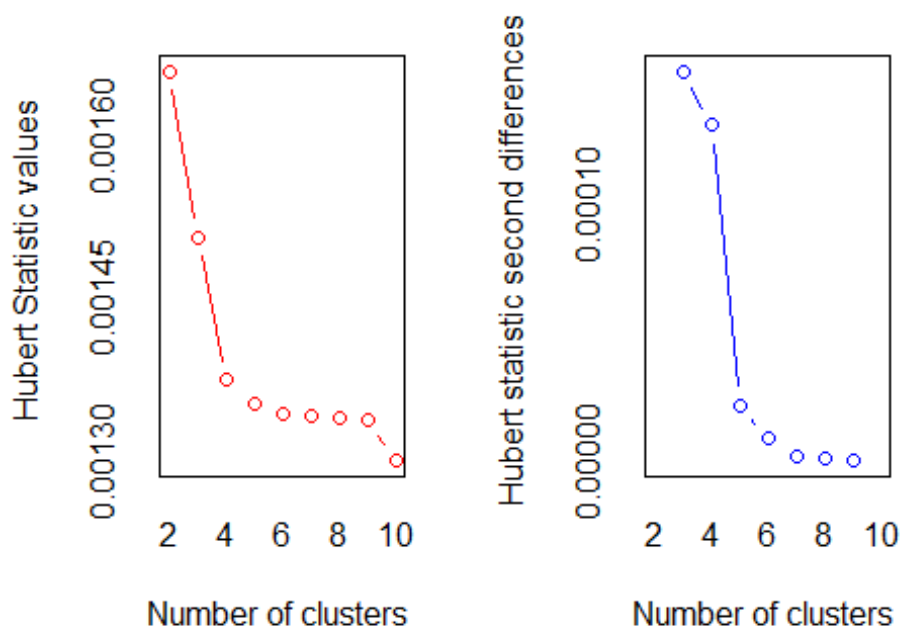 Hubert Statistic values
0.00160
0.00145
0.00130
2 4 6 8 10
Number of clusters
Hubert statistic second differences
0.00010
0.00000
2 4 6 8 10
Number of clusters